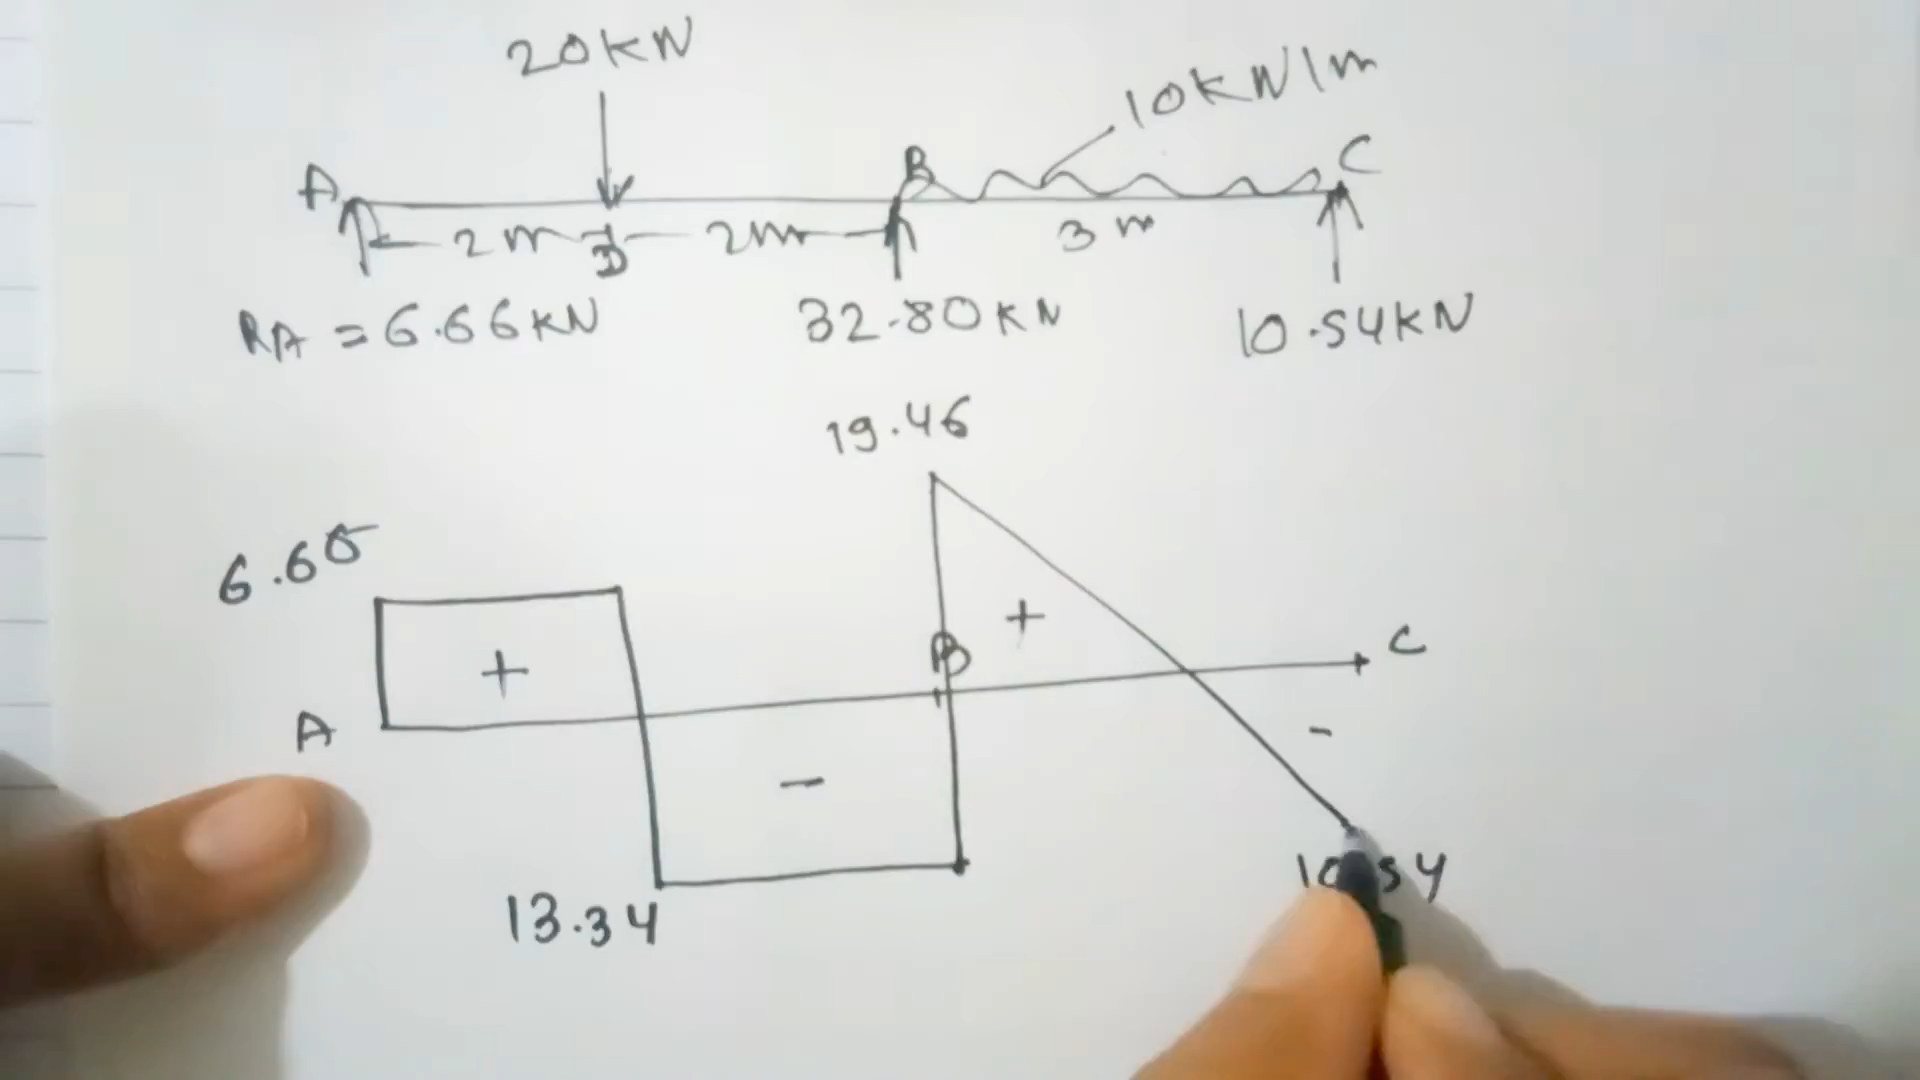 20KN
10KN/m
A B C
2m D 2m 3m
RA = 6.66KN 32.80KN 10.54KN
19.46
6.66
+ +
B C
A - -
13.34